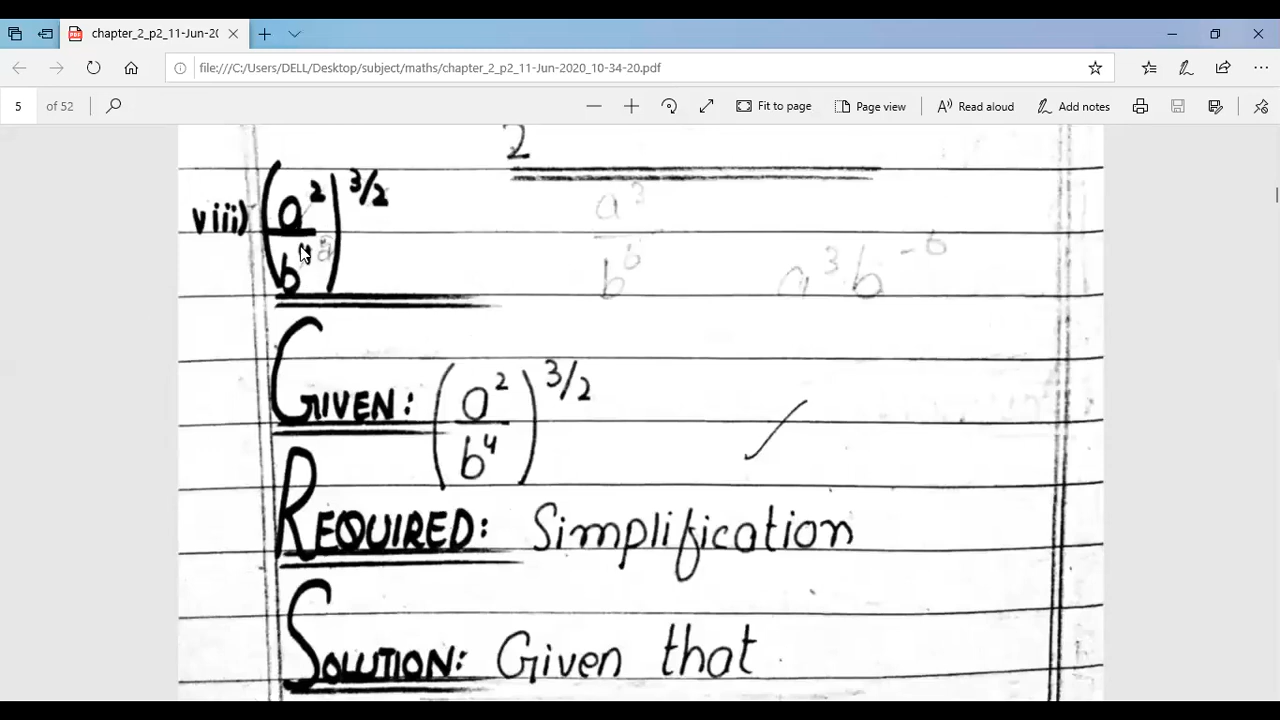 chapter_2_p2_11-Jun-20
file:///C:/Users/DELL/Desktop/subject/maths/chapter_2_p2_11-Jun-2020_10-34-20.pdf
5 of 52 Fit to page Page view Read aloud Add notes
2
viii) (a²/b⁴)^3/2
a³/b⁶ a³b⁻⁶
GIVEN: (a²/b⁴)^3/2
REQUIRED: Simplification
SOLUTION: Given that